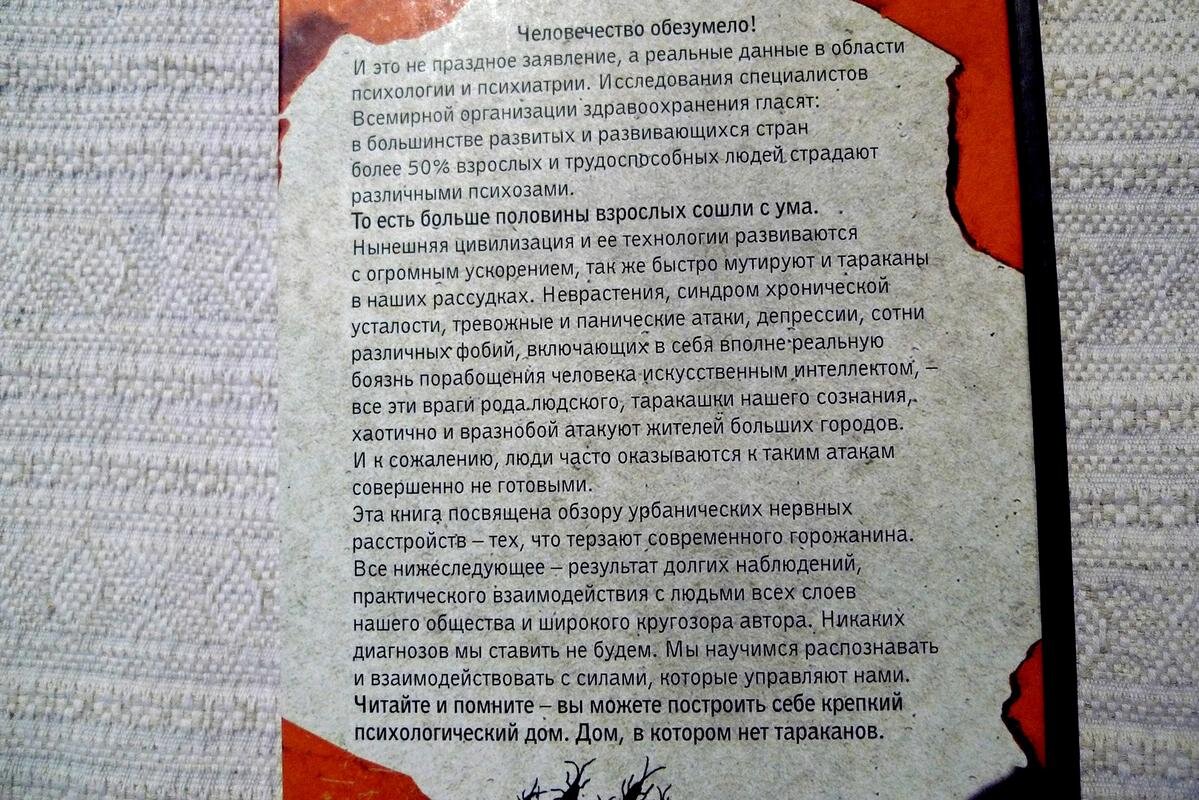 Человечество обезумело!
И это не праздное заявление, а реальные данные в области
психологии и психиатрии. Исследования специалистов
Всемирной организации здравоохранения гласят:
в большинстве развитых и развивающихся стран
более 50% взрослых и трудоспособных людей страдают
различными психозами.
То есть больше половины взрослых сошли с ума.
Нынешняя цивилизация и ее технологии развиваются
с огромным ускорением, так же быстро мутируют и тараканы
в наших рассудках. Неврастения, синдром хронической
усталости, тревожные и панические атаки, депрессии, сотни
различных фобий, включающих в себя вполне реальную
боязнь порабощения человека искусственным интеллектом, –
все эти враги рода людского, таракашки нашего сознания,
хаотично и вразнобой атакуют жителей больших городов.
И к сожалению, люди часто оказываются к таким атакам
совершенно не готовыми.
Эта книга посвящена обзору урбанических нервных
расстройств – тех, что терзают современного горожанина.
Все нижеследующее – результат долгих наблюдений,
практического взаимодействия с людьми всех слоев
нашего общества и широкого кругозора автора. Никаких
диагнозов мы ставить не будем. Мы научимся распознавать
и взаимодействовать с силами, которые управляют нами.
Читайте и помните – вы можете построить себе крепкий
психологический дом. Дом, в котором нет тараканов.